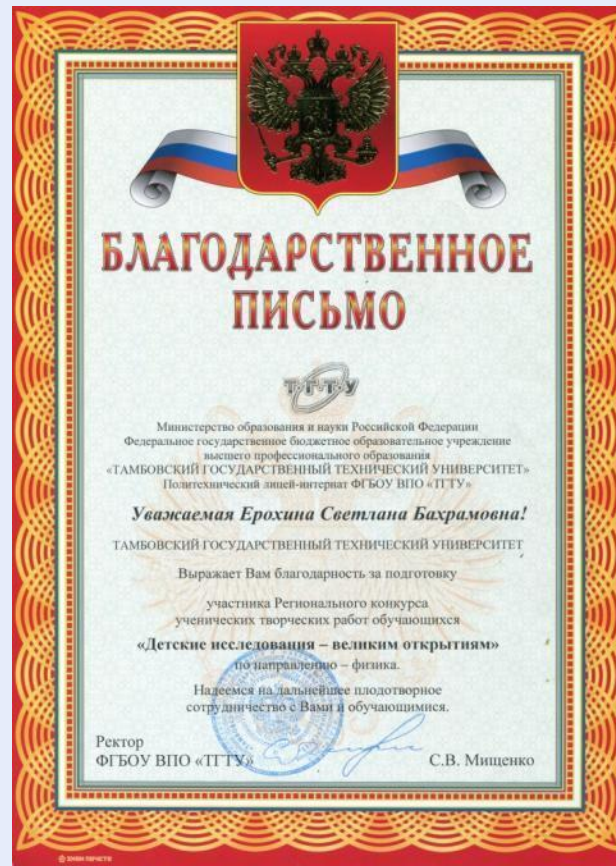 БЛАГОДАРСТВЕННОЕ
ПИСЬМО
Т·Г·Т·У
Министерство образования и науки Российской Федерации
Федеральное государственное бюджетное образовательное учреждение
высшего профессионального образования
«ТАМБОВСКИЙ ГОСУДАРСТВЕННЫЙ ТЕХНИЧЕСКИЙ УНИВЕРСИТЕТ»
Политехнический лицей-интернат ФГБОУ ВПО «ТГТУ»
Уважаемая Ерохина Светлана Бахрамовна!
ТАМБОВСКИЙ ГОСУДАРСТВЕННЫЙ ТЕХНИЧЕСКИЙ УНИВЕРСИТЕТ
Выражает Вам благодарность за подготовку
участника Регионального конкурса
ученических творческих работ обучающихся
«Детские исследования – великим открытиям»
по направлению – физика.
Надеемся на дальнейшее плодотворное
сотрудничество с Вами и обучающимися.
Ректор
ФГБОУ ВПО «ТГТУ»
С.В. Мищенко